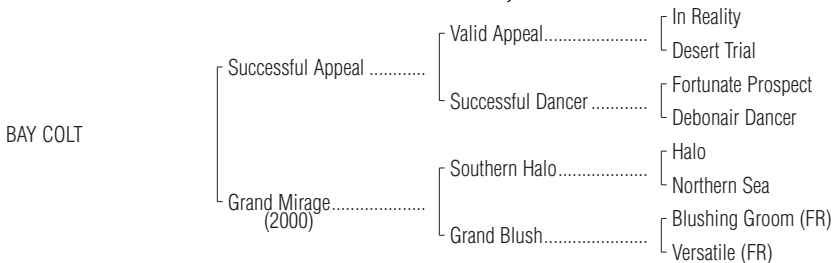 In Reality
Valid Appeal......................
Desert Trial
Successful Appeal ............
Fortunate Prospect
Successful Dancer ............
Debonair Dancer
BAY COLT
Halo
Southern Halo...................
Northern Sea
Grand Mirage....................
(2000)
Blushing Groom (FR)
Grand Blush......................
Versatile (FR)